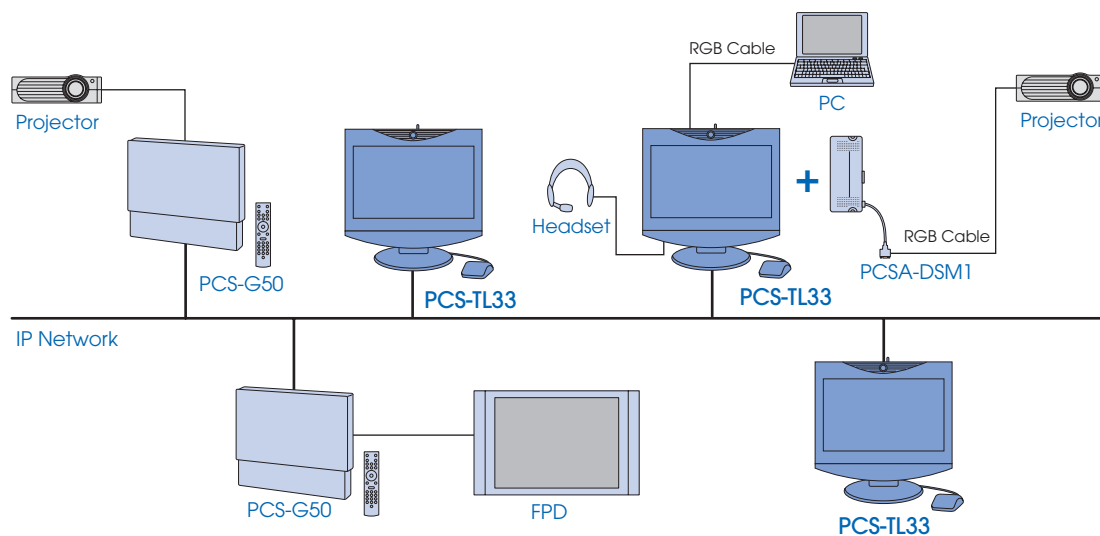 RGB Cable
PC
Projector
Projector
Headset
+
RGB Cable
PCSA-DSM1
PCS-G50
PCS-TL33
PCS-TL33
IP Network
PCS-G50
FPD
PCS-TL33